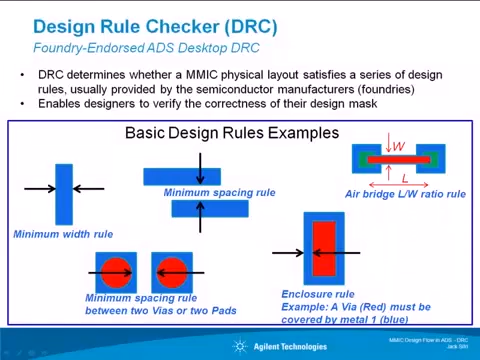 Design Rule Checker (DRC)
Foundry-Endorsed ADS Desktop DRC
• DRC determines whether a MMIC physical layout satisfies a series of design
rules, usually provided by the semiconductor manufacturers (foundries)
• Enables designers to verify the correctness of their design mask
Basic Design Rules Examples
W
L
Minimum spacing rule
Air bridge L/W ratio rule
Minimum width rule
Minimum spacing rule
between two Vias or two Pads
Enclosure rule
Example: A Via (Red) must be
covered by metal 1 (blue)
Agilent Technologies
MMIC Design Flow in ADS - DRC
Jack Sifri